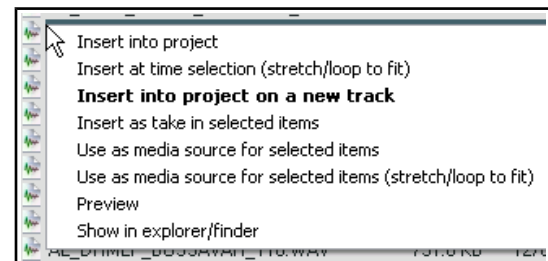 Insert into project
Insert at time selection (stretch/loop to fit)
Insert into project on a new track
Insert as take in selected items
Use as media source for selected items
Use as media source for selected items (stretch/loop to fit)
Preview
Show in explorer/finder